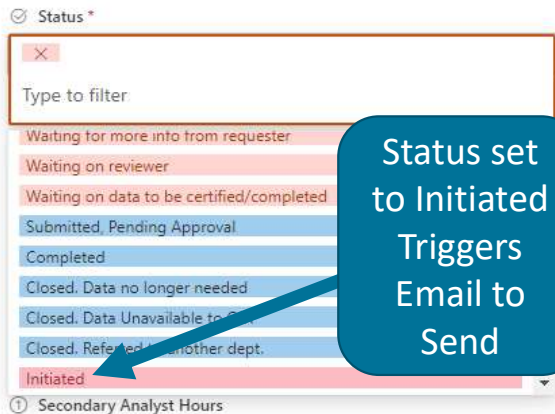 Status *
Type to filter
Waiting for more info from requester
Waiting on reviewer
Waiting on data to be certified/completed
Submitted, Pending Approval
Completed
Closed. Data no longer needed
Closed. Data Unavailable to
Closed. another dept.
Initiated
1 Secondary Analyst Hours
Status set
to Initiated
Triggers
Email to
Send